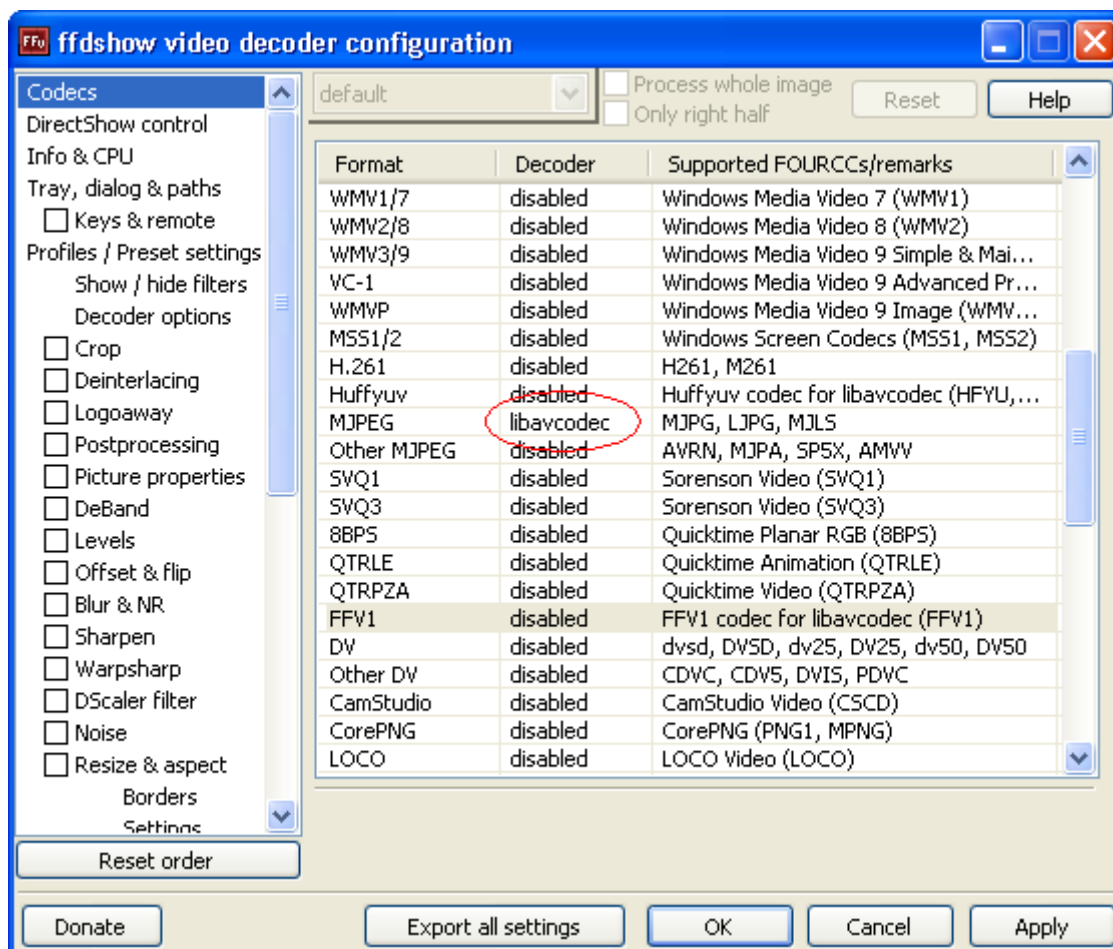 FFv ffdshow video decoder configuration
Codecs
DirectShow control
Info & CPU
Tray, dialog & paths
Keys & remote
Profiles / Preset settings
Show / hide filters
Decoder options
Crop
Deinterlacing
Logoaway
Postprocessing
Picture properties
DeBand
Levels
Offset & flip
Blur & NR
Sharpen
Warpsharp
DScaler filter
Noise
Resize & aspect
Borders
Settings
Reset order
default
Process whole image
Only right half
Reset
Help
Format Decoder Supported FOURCCs/remarks
WMV1/7 disabled Windows Media Video 7 (WMV1)
WMV2/8 disabled Windows Media Video 8 (WMV2)
WMV3/9 disabled Windows Media Video 9 Simple & Mai...
VC-1 disabled Windows Media Video 9 Advanced Pr...
WMVP disabled Windows Media Video 9 Image (WMV...
MSS1/2 disabled Windows Screen Codecs (MSS1, MSS2)
H.261 disabled H261, M261
Huffyuv disabled Huffyuv codec for libavcodec (HFYU,...
MJPEG libavcodec MJPG, LJPG, MJLS
Other MJPEG disabled AVRN, MJPA, SP5X, AMVV
SVQ1 disabled Sorenson Video (SVQ1)
SVQ3 disabled Sorenson Video (SVQ3)
8BPS disabled Quicktime Planar RGB (8BPS)
QTRLE disabled Quicktime Animation (QTRLE)
QTRPZA disabled Quicktime Video (QTRPZA)
FFV1 disabled FFV1 codec for libavcodec (FFV1)
DV disabled dvsd, DVSD, dv25, DV25, dv50, DV50
Other DV disabled CDVC, CDV5, DVIS, PDVC
CamStudio disabled CamStudio Video (CSCD)
CorePNG disabled CorePNG (PNG1, MPNG)
LOCO disabled LOCO Video (LOCO)
Donate
Export all settings
OK
Cancel
Apply